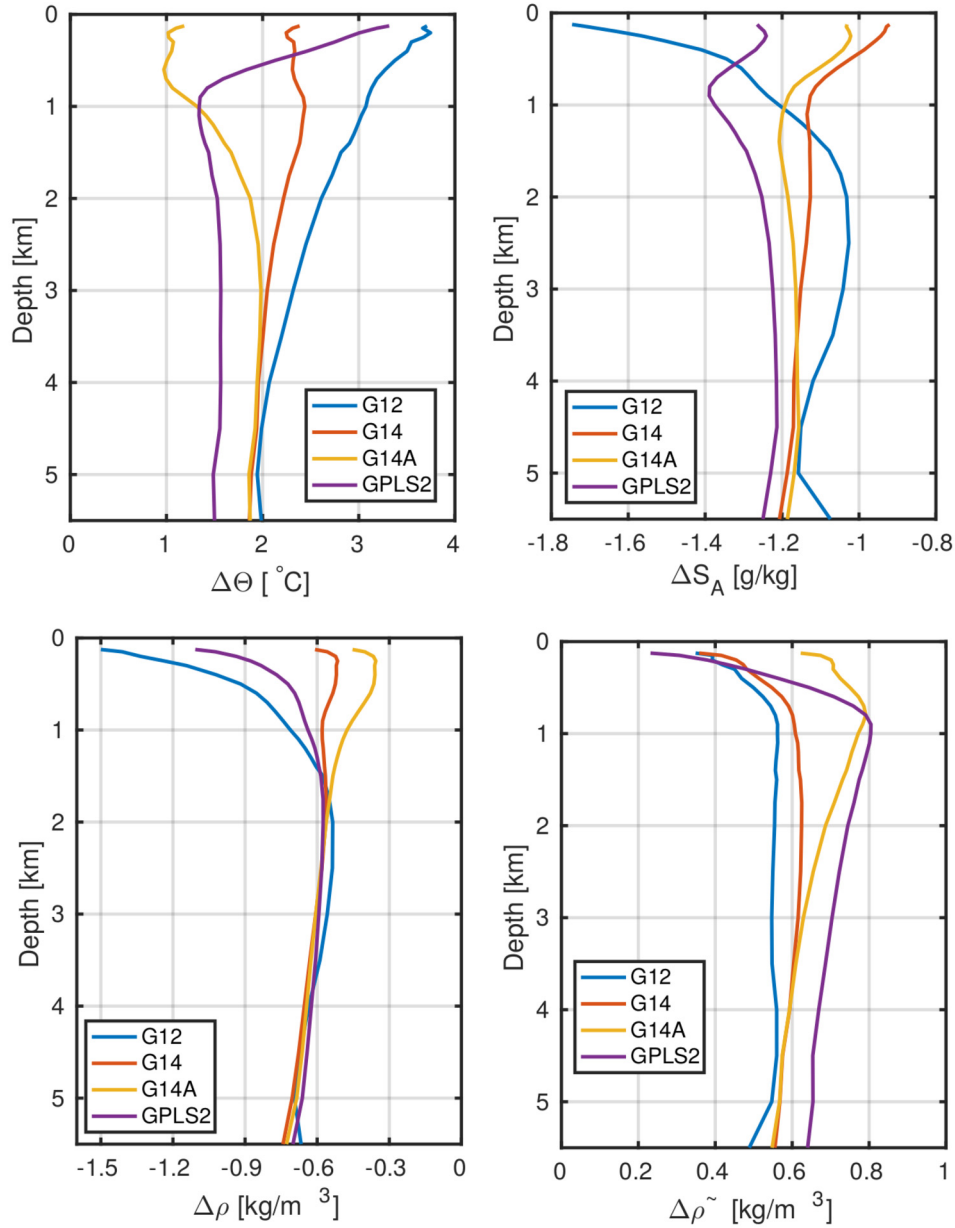 0
1
2
3
4
5
Depth [km]
G12
G14
G14A
GPLS2
0 1 2 3 4
ΔΘ [ °C]
0
1
2
3
4
5
Depth [km]
G12
G14
G14A
GPLS2
-1.8 -1.6 -1.4 -1.2 -1 -0.8
ΔS_A [g/kg]
0
1
2
3
4
5
Depth [km]
G12
G14
G14A
GPLS2
-1.5 -1.2 -0.9 -0.6 -0.3 0
Δρ [kg/m ³]
0
1
2
3
4
5
Depth [km]
G12
G14
G14A
GPLS2
0 0.2 0.4 0.6 0.8 1
Δρ˜ [kg/m ³]